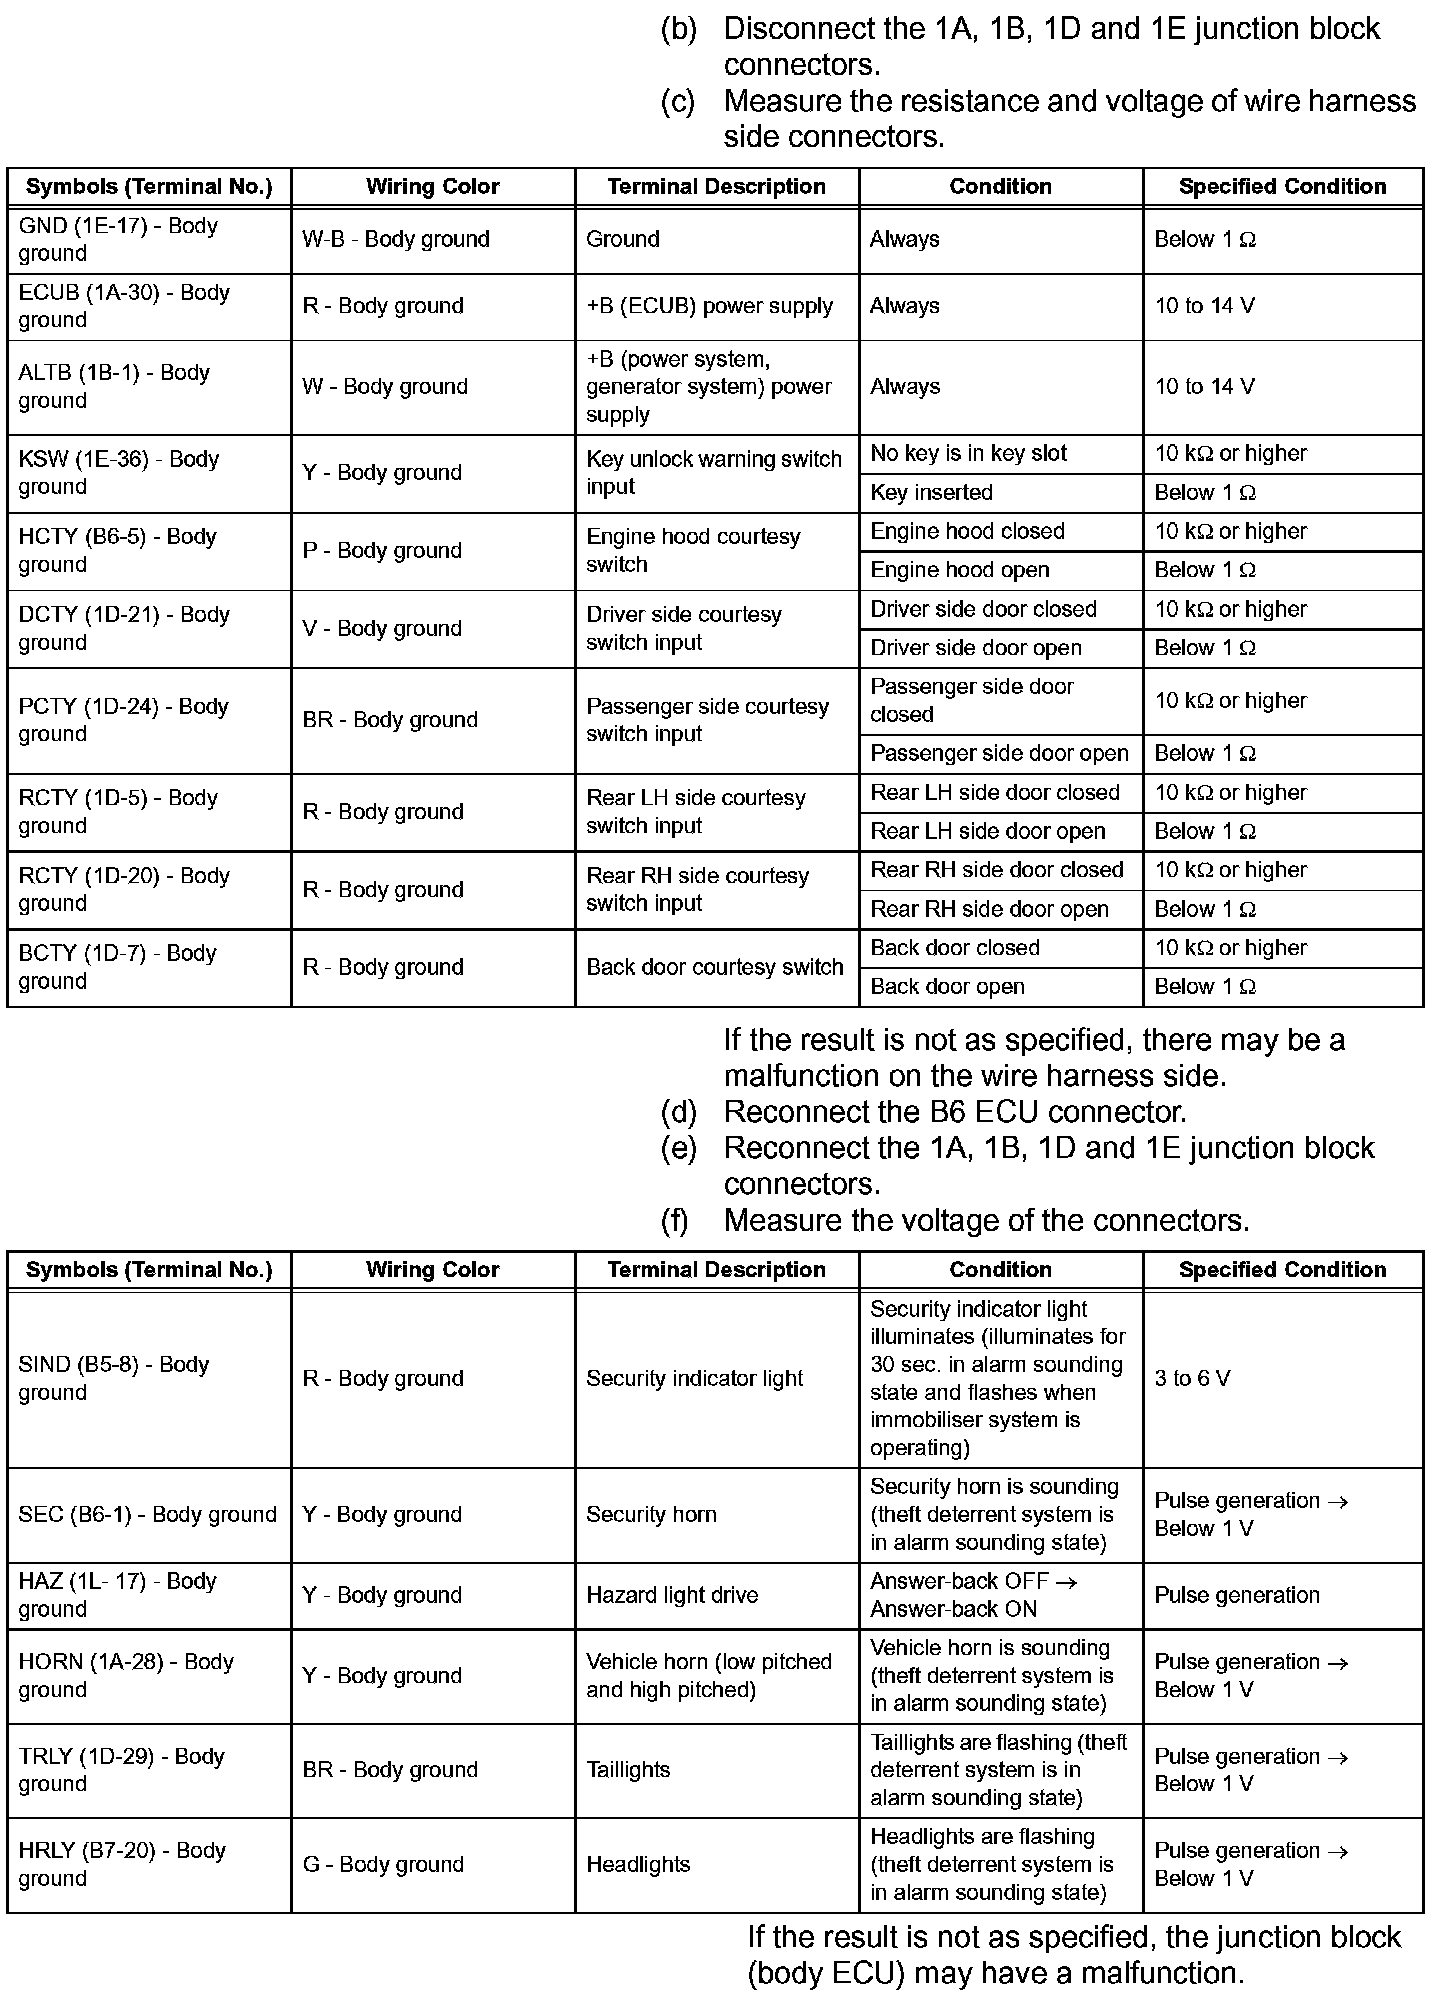 (b) Disconnect the 1A, 1B, 1D and 1E junction block
connectors.
(c) Measure the resistance and voltage of wire harness
side connectors.
Symbols (Terminal No.) Wiring Color Terminal Description Condition Specified Condition
GND (1E-17) - Body
ground
W-B - Body ground
Ground
Always
Below 1 Ω
ECUB (1A-30) - Body
ground
R - Body ground
+B (ECUB) power supply
Always
10 to 14 V
ALTB (1B-1) - Body
ground
W - Body ground
+B (power system,
generator system) power
supply
Always
10 to 14 V
KSW (1E-36) - Body
ground
Y - Body ground
Key unlock warning switch
input
No key is in key slot
10 kΩ or higher
Key inserted
Below 1 Ω
HCTY (B6-5) - Body
ground
P - Body ground
Engine hood courtesy
switch
Engine hood closed
10 kΩ or higher
Engine hood open
Below 1 Ω
DCTY (1D-21) - Body
ground
V - Body ground
Driver side courtesy
switch input
Driver side door closed
10 kΩ or higher
Driver side door open
Below 1 Ω
PCTY (1D-24) - Body
ground
BR - Body ground
Passenger side courtesy
switch input
Passenger side door
closed
10 kΩ or higher
Passenger side door open
Below 1 Ω
RCTY (1D-5) - Body
ground
R - Body ground
Rear LH side courtesy
switch input
Rear LH side door closed
10 kΩ or higher
Rear LH side door open
Below 1 Ω
RCTY (1D-20) - Body
ground
R - Body ground
Rear RH side courtesy
switch input
Rear RH side door closed
10 kΩ or higher
Rear RH side door open
Below 1 Ω
BCTY (1D-7) - Body
ground
R - Body ground
Back door courtesy switch
Back door closed
10 kΩ or higher
Back door open
Below 1 Ω
If the result is not as specified, there may be a
malfunction on the wire harness side.
(d) Reconnect the B6 ECU connector.
(e) Reconnect the 1A, 1B, 1D and 1E junction block
connectors.
(f) Measure the voltage of the connectors.
Symbols (Terminal No.) Wiring Color Terminal Description Condition Specified Condition
SIND (B5-8) - Body
ground
R - Body ground
Security indicator light
Security indicator light
illuminates (illuminates for
30 sec. in alarm sounding
state and flashes when
immobiliser system is
operating)
3 to 6 V
SEC (B6-1) - Body ground
Y - Body ground
Security horn
Security horn is sounding
(theft deterrent system is
in alarm sounding state)
Pulse generation →
Below 1 V
HAZ (1L- 17) - Body
ground
Y - Body ground
Hazard light drive
Answer-back OFF →
Answer-back ON
Pulse generation
HORN (1A-28) - Body
ground
Y - Body ground
Vehicle horn (low pitched
and high pitched)
Vehicle horn is sounding
(theft deterrent system is
in alarm sounding state)
Pulse generation →
Below 1 V
TRLY (1D-29) - Body
ground
BR - Body ground
Taillights
Taillights are flashing (theft
deterrent system is in
alarm sounding state)
Pulse generation →
Below 1 V
HRLY (B7-20) - Body
ground
G - Body ground
Headlights
Headlights are flashing
(theft deterrent system is
in alarm sounding state)
Pulse generation →
Below 1 V
If the result is not as specified, the junction block
(body ECU) may have a malfunction.